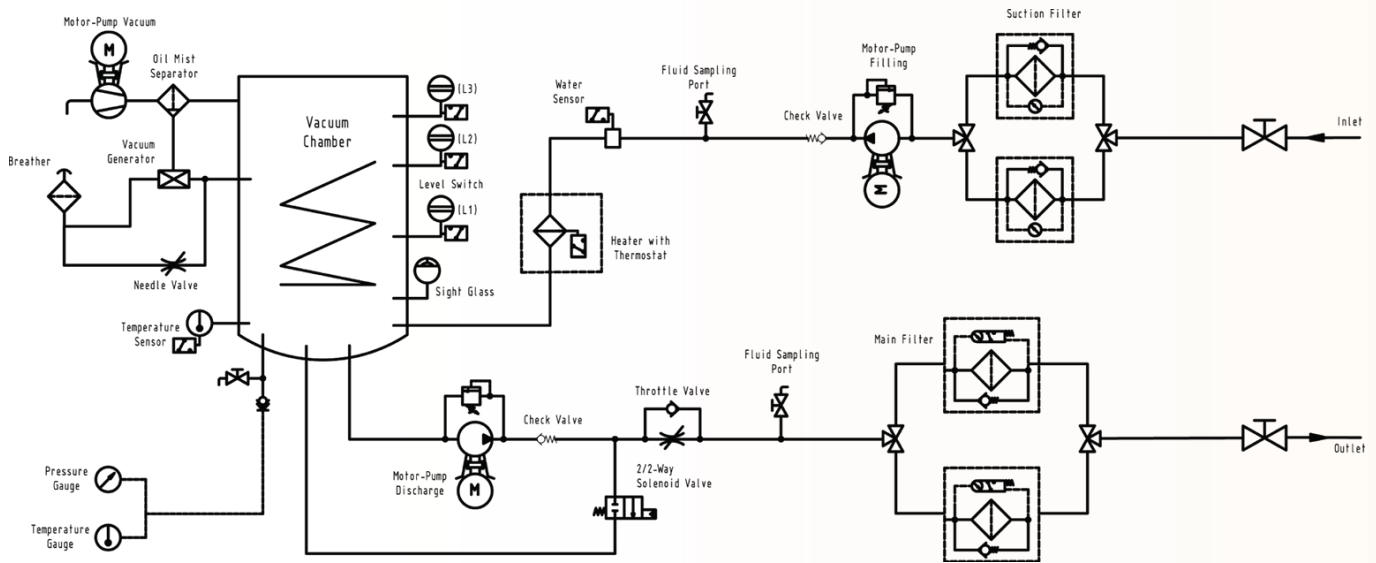 Motor-Pump Vacuum
M
Oil Mist
Separator
Vacuum
Generator
Breather
Needle Valve
Vacuum
Chamber
(L3)
(L2)
Level Switch
(L1)
Sight Glass
Temperature
Sensor
Pressure
Gauge
Temperature
Gauge
Water
Sensor
Heater with
Thermostat
Fluid Sampling
Port
Check Valve
Motor-Pump
Filling
M
Suction Filter
Inlet
Motor-Pump
Discharge
M
Check Valve
Throttle Valve
2/2-Way
Solenoid Valve
Fluid Sampling
Port
Main Filter
Outlet